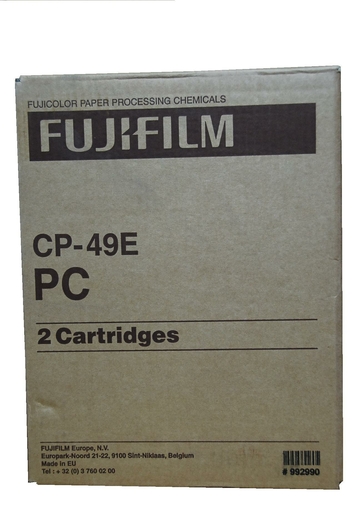 FUJICOLOR PAPER PROCESSING CHEMICALS
FUJIFILM
CP-49E
PC
2 Cartridges
FUJIFILM Europe, N.V.
Europark-Noord 21-22, 9100 Sint-Niklaas, Belgium
Made In EU
Tel : + 32 (0) 3 760 02 00
# 992990